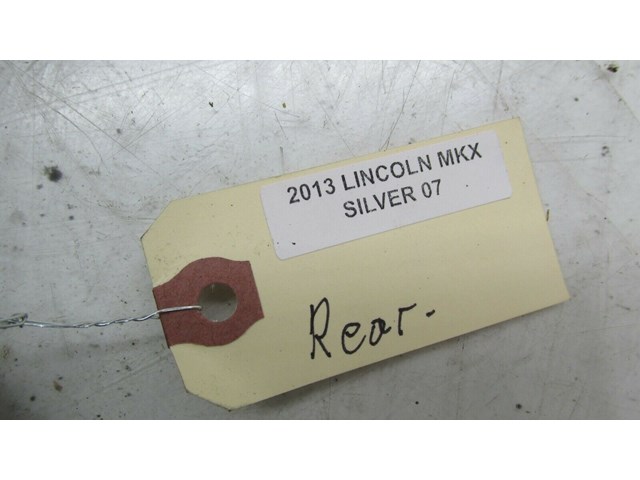 2013 LINCOLN MKX
SILVER 07
Rear.